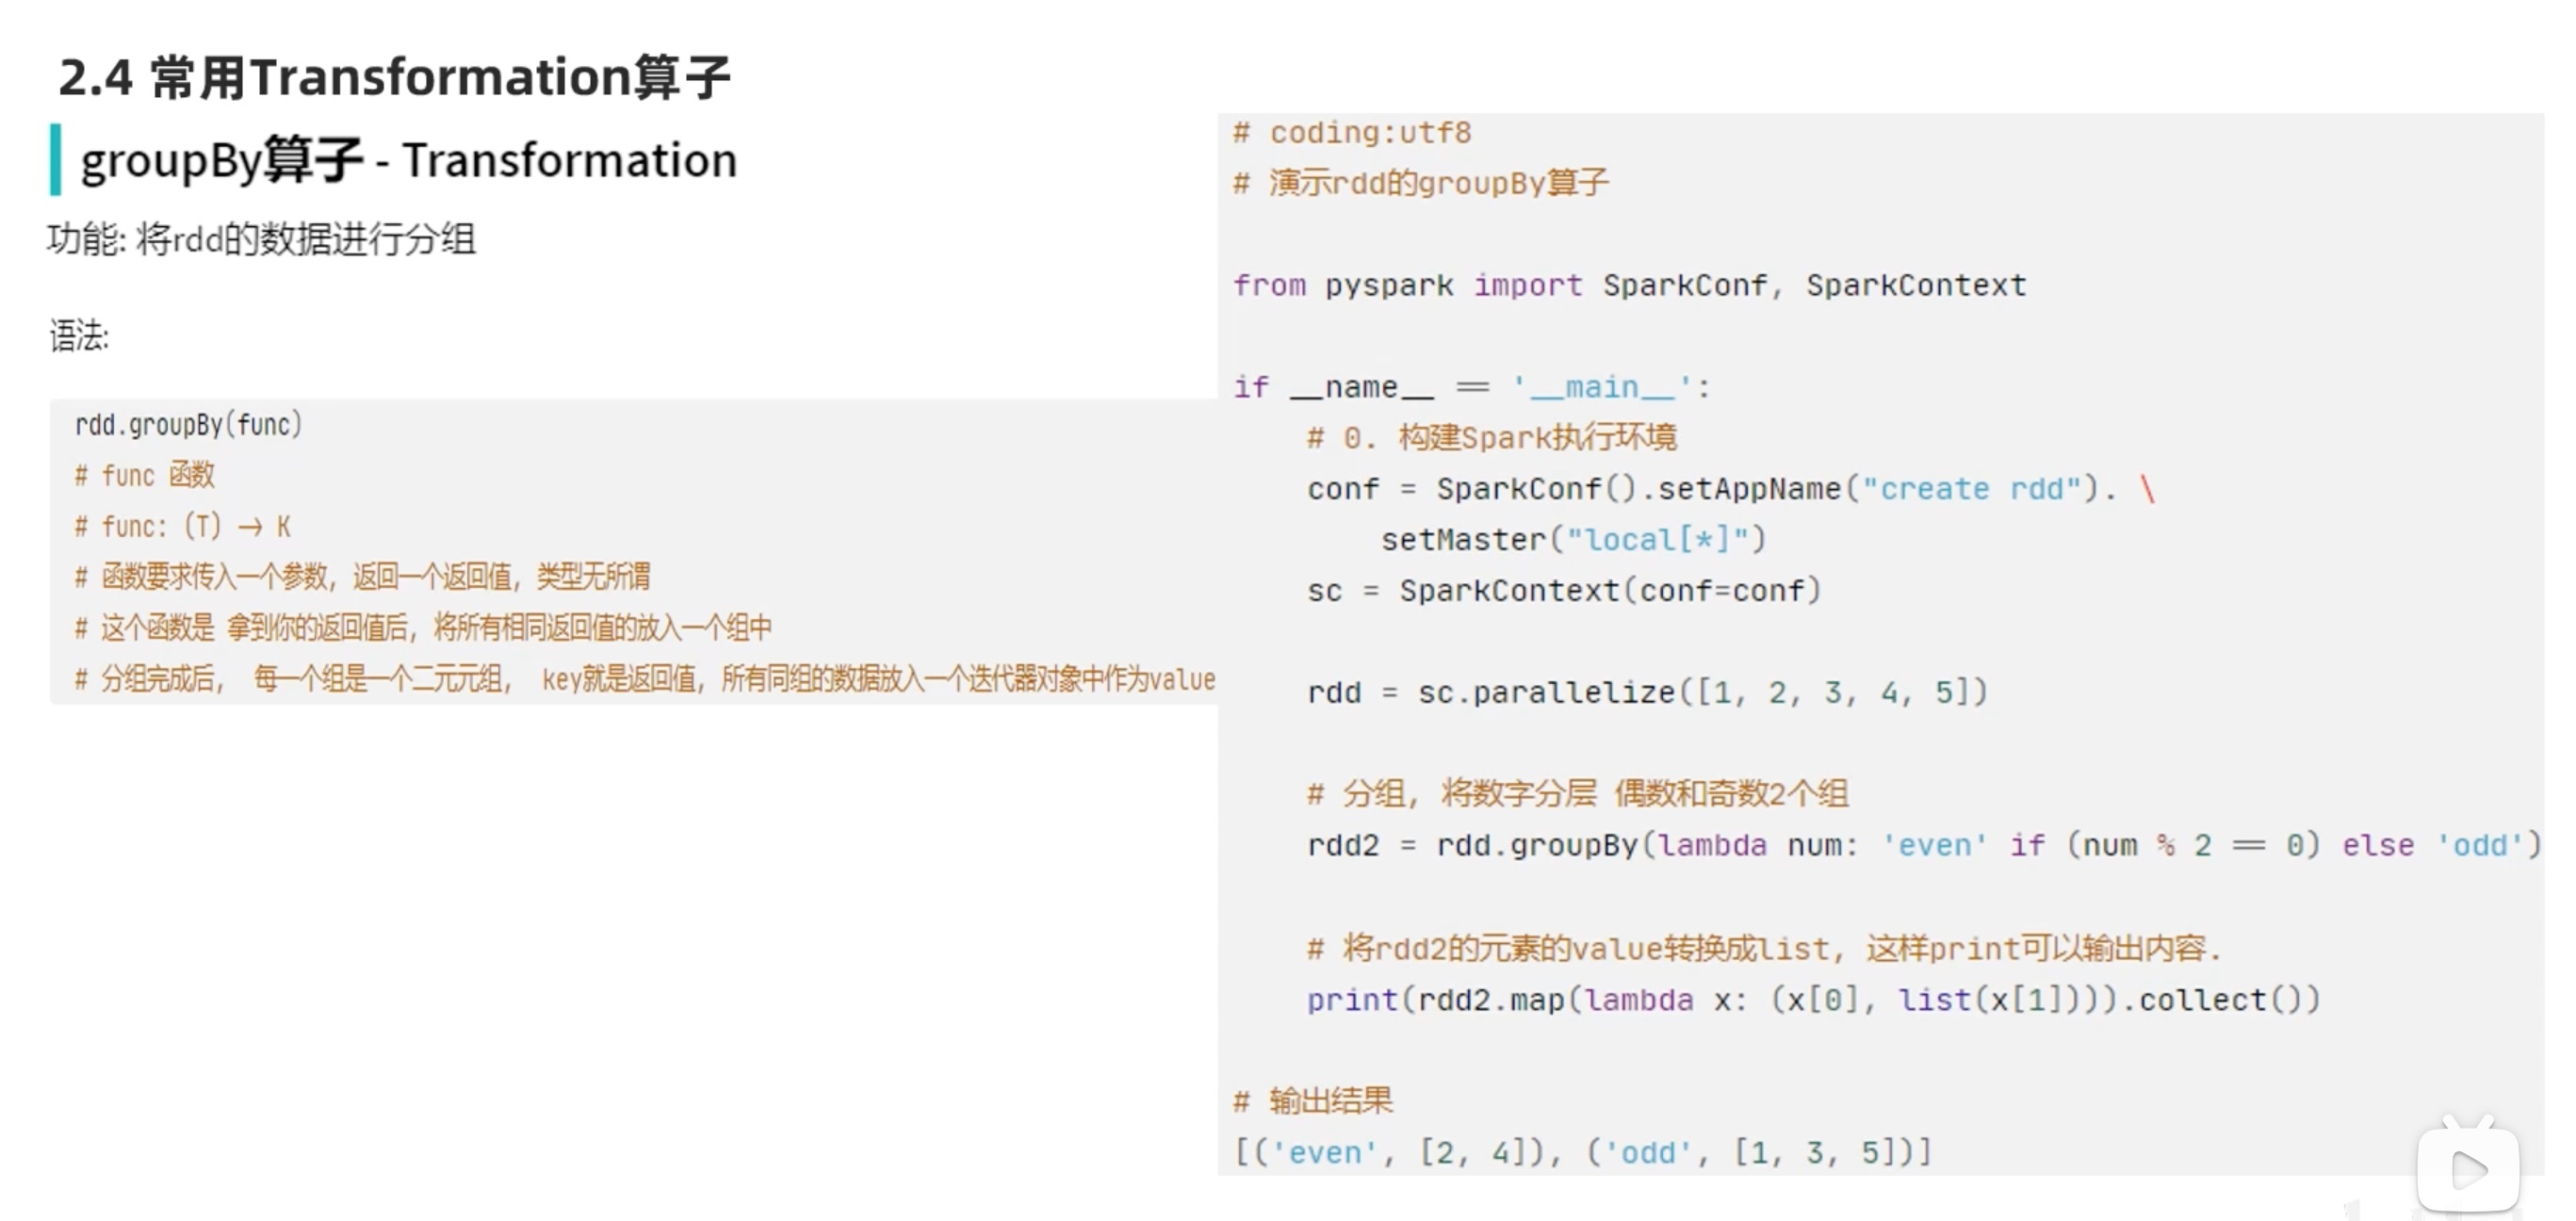 2.4 常用Transformation算子
groupBy算子 - Transformation
功能: 将rdd的数据进行分组
语法:
rdd.groupBy(func)
# func 函数
# func: (T) → K
# 函数要求传入一个参数, 返回一个返回值, 类型无所谓
# 这个函数是 拿到你的返回值后, 将所有相同返回值的放入一个组中
# 分组完成后, 每一个组是一个二元元组, key就是返回值, 所有同组的数据放入一个迭代器对象中作为value
# coding:utf8
# 演示rdd的groupBy算子
from pyspark import SparkConf, SparkContext
if __name__ == '__main__':
# 0. 构建Spark执行环境
conf = SparkConf().setAppName("create rdd"). \
setMaster("local[*]")
sc = SparkContext(conf=conf)
rdd = sc.parallelize([1, 2, 3, 4, 5])
# 分组, 将数字分层 偶数和奇数2个组
rdd2 = rdd.groupBy(lambda num: 'even' if (num % 2 == 0) else 'odd')
# 将rdd2的元素的value转换成list, 这样print可以输出内容.
print(rdd2.map(lambda x: (x[0], list(x[1]))).collect())
# 输出结果
[('even', [2, 4]), ('odd', [1, 3, 5])]